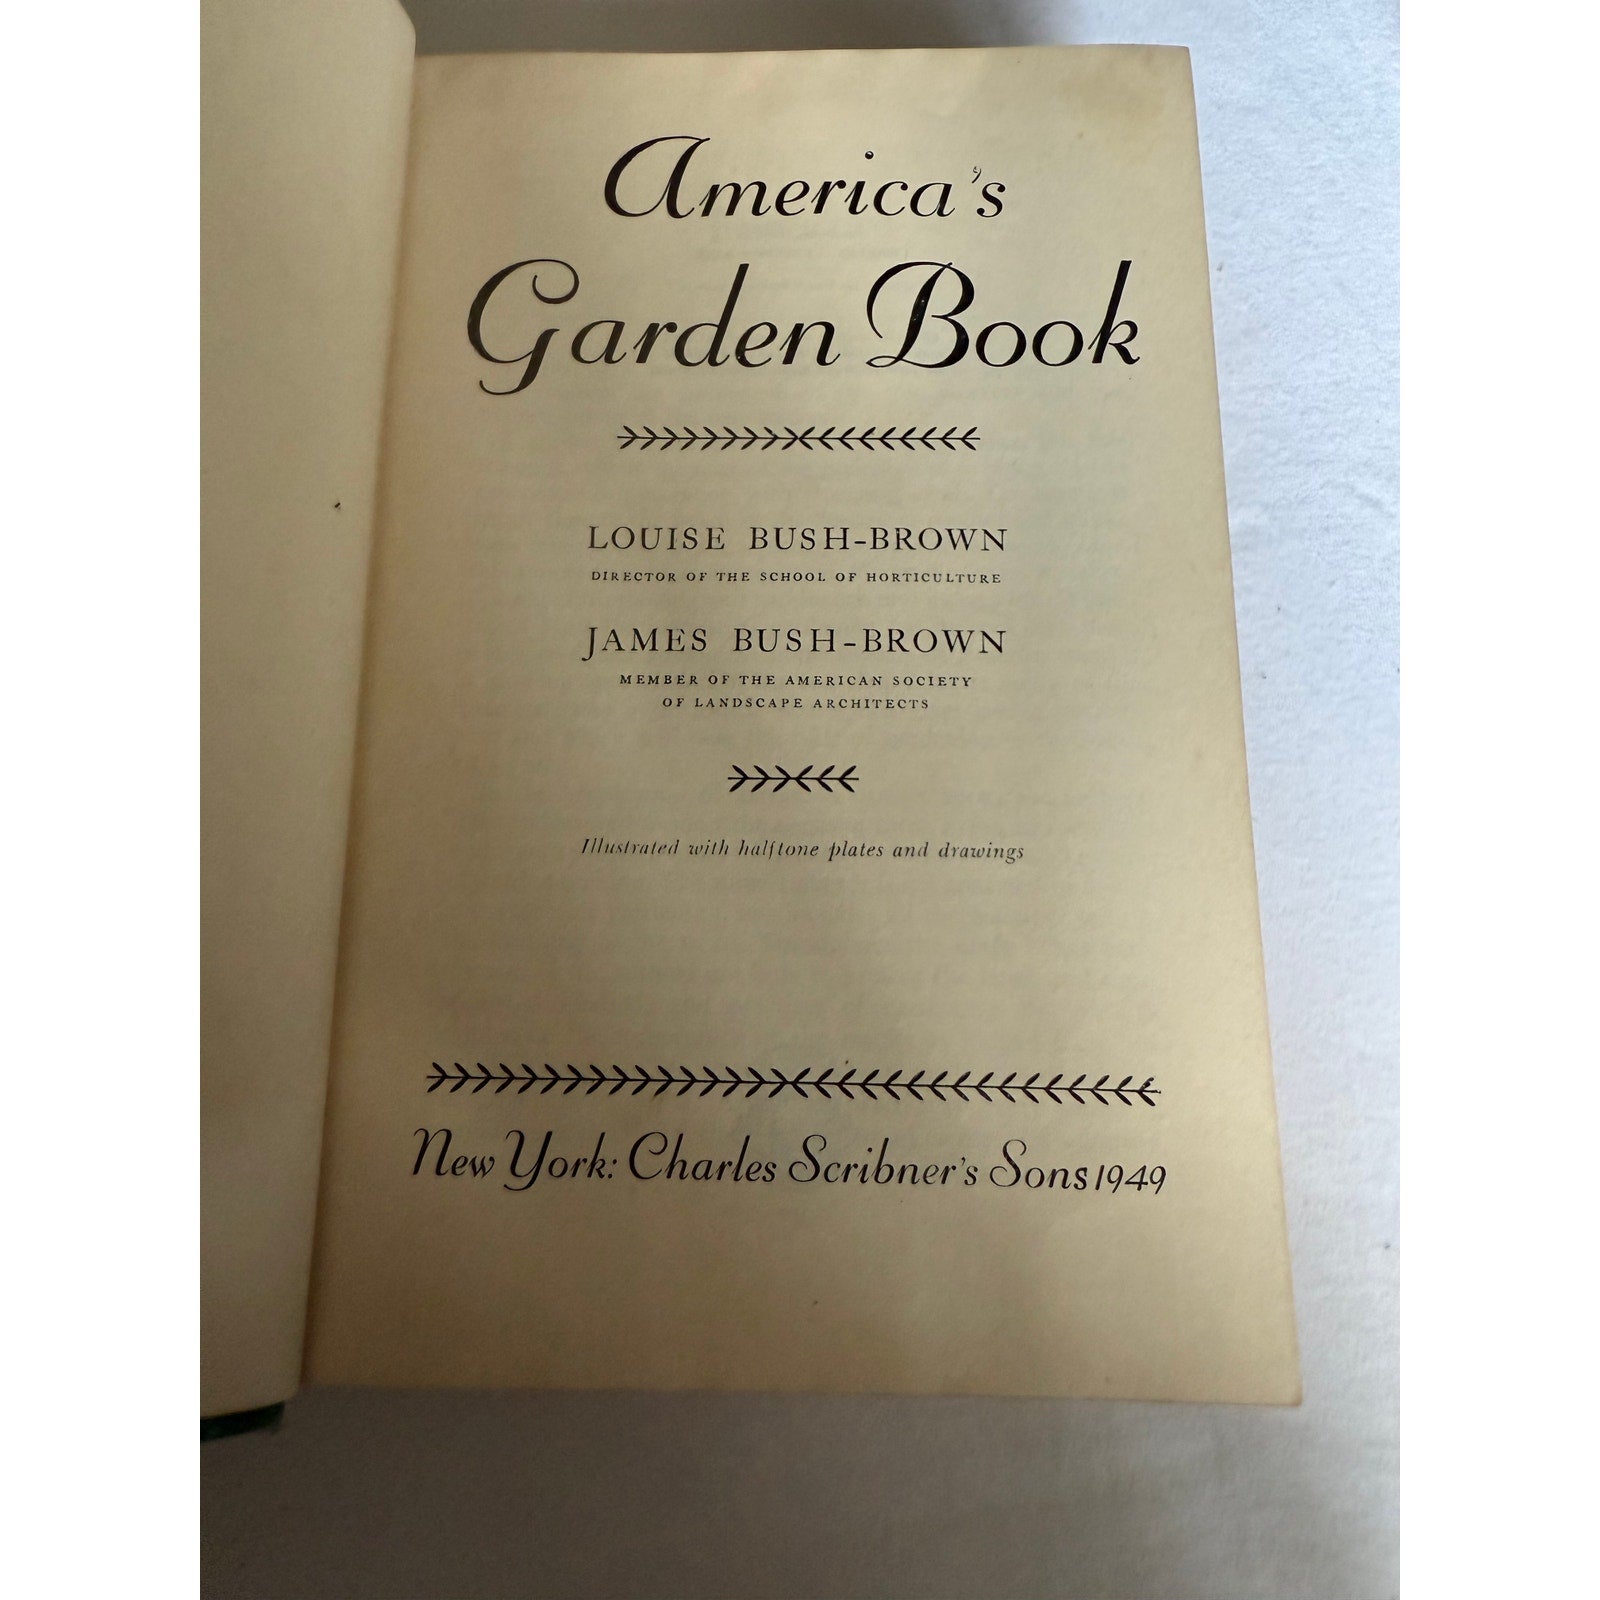 America's
Garden Book
LOUISE BUSH-BROWN
DIRECTOR OF THE SCHOOL OF HORTICULTURE
JAMES BUSH-BROWN
MEMBER OF THE AMERICAN SOCIETY
OF LANDSCAPE ARCHITECTS
Illustrated with halftone plates and drawings
New York: Charles Scribner's Sons 1949